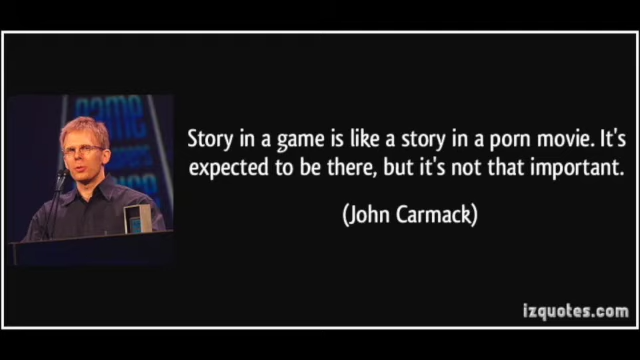 Story in a game is like a story in a porn movie. It's
expected to be there, but it's not that important.
(John Carmack)
izquotes.com